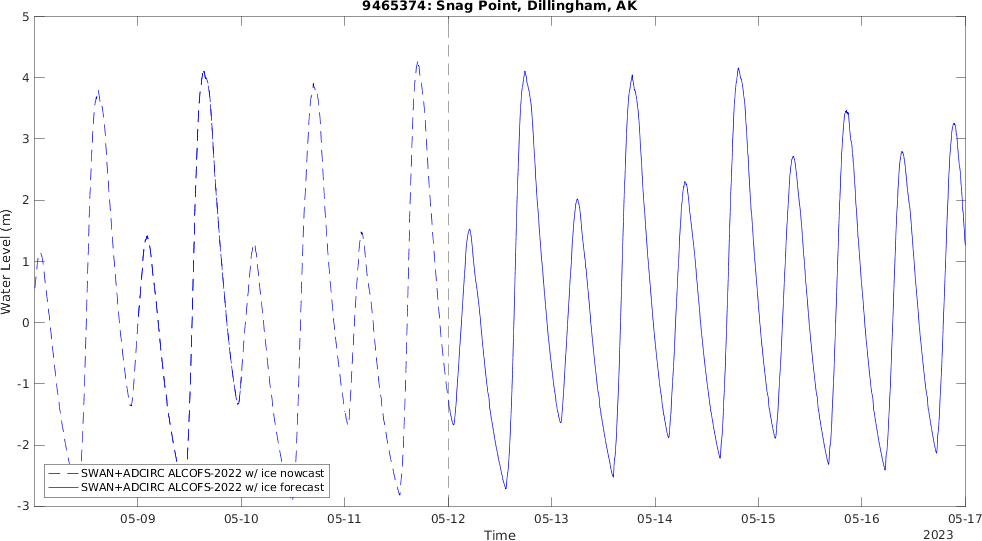 9465374: Snag Point, Dillingham, AK
5
4
3
2
1
0
-1
-2
-3
Water Level (m)
SWAN+ADCIRC ALCOFS-2022 w/ ice nowcast
SWAN+ADCIRC ALCOFS-2022 w/ ice forecast
05-09 05-10 05-11 05-12 05-13 05-14 05-15 05-16 05-17
Time
2023